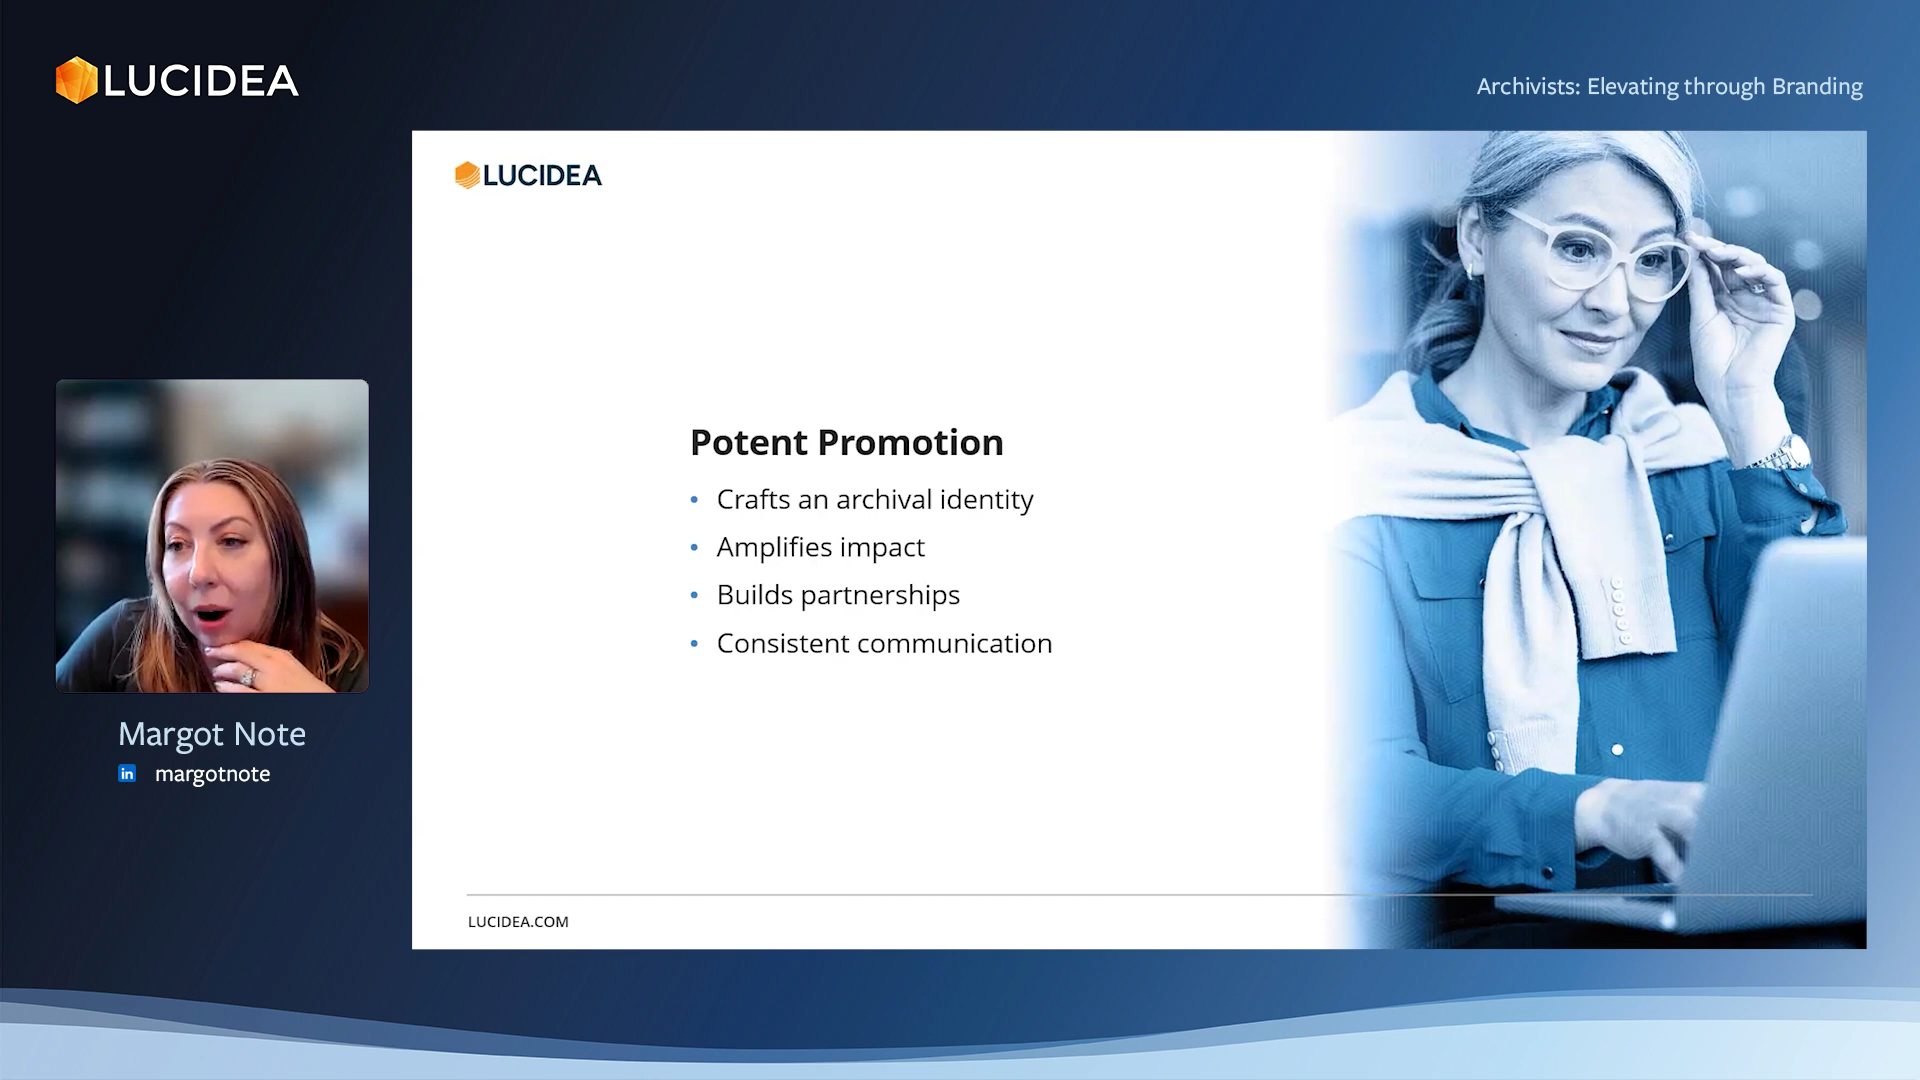 LUCIDEA
Archivists: Elevating through Branding
LUCIDEA
Potent Promotion
• Crafts an archival identity
• Amplifies impact
• Builds partnerships
• Consistent communication
Margot Note
in margotnote
LUCIDEA.COM